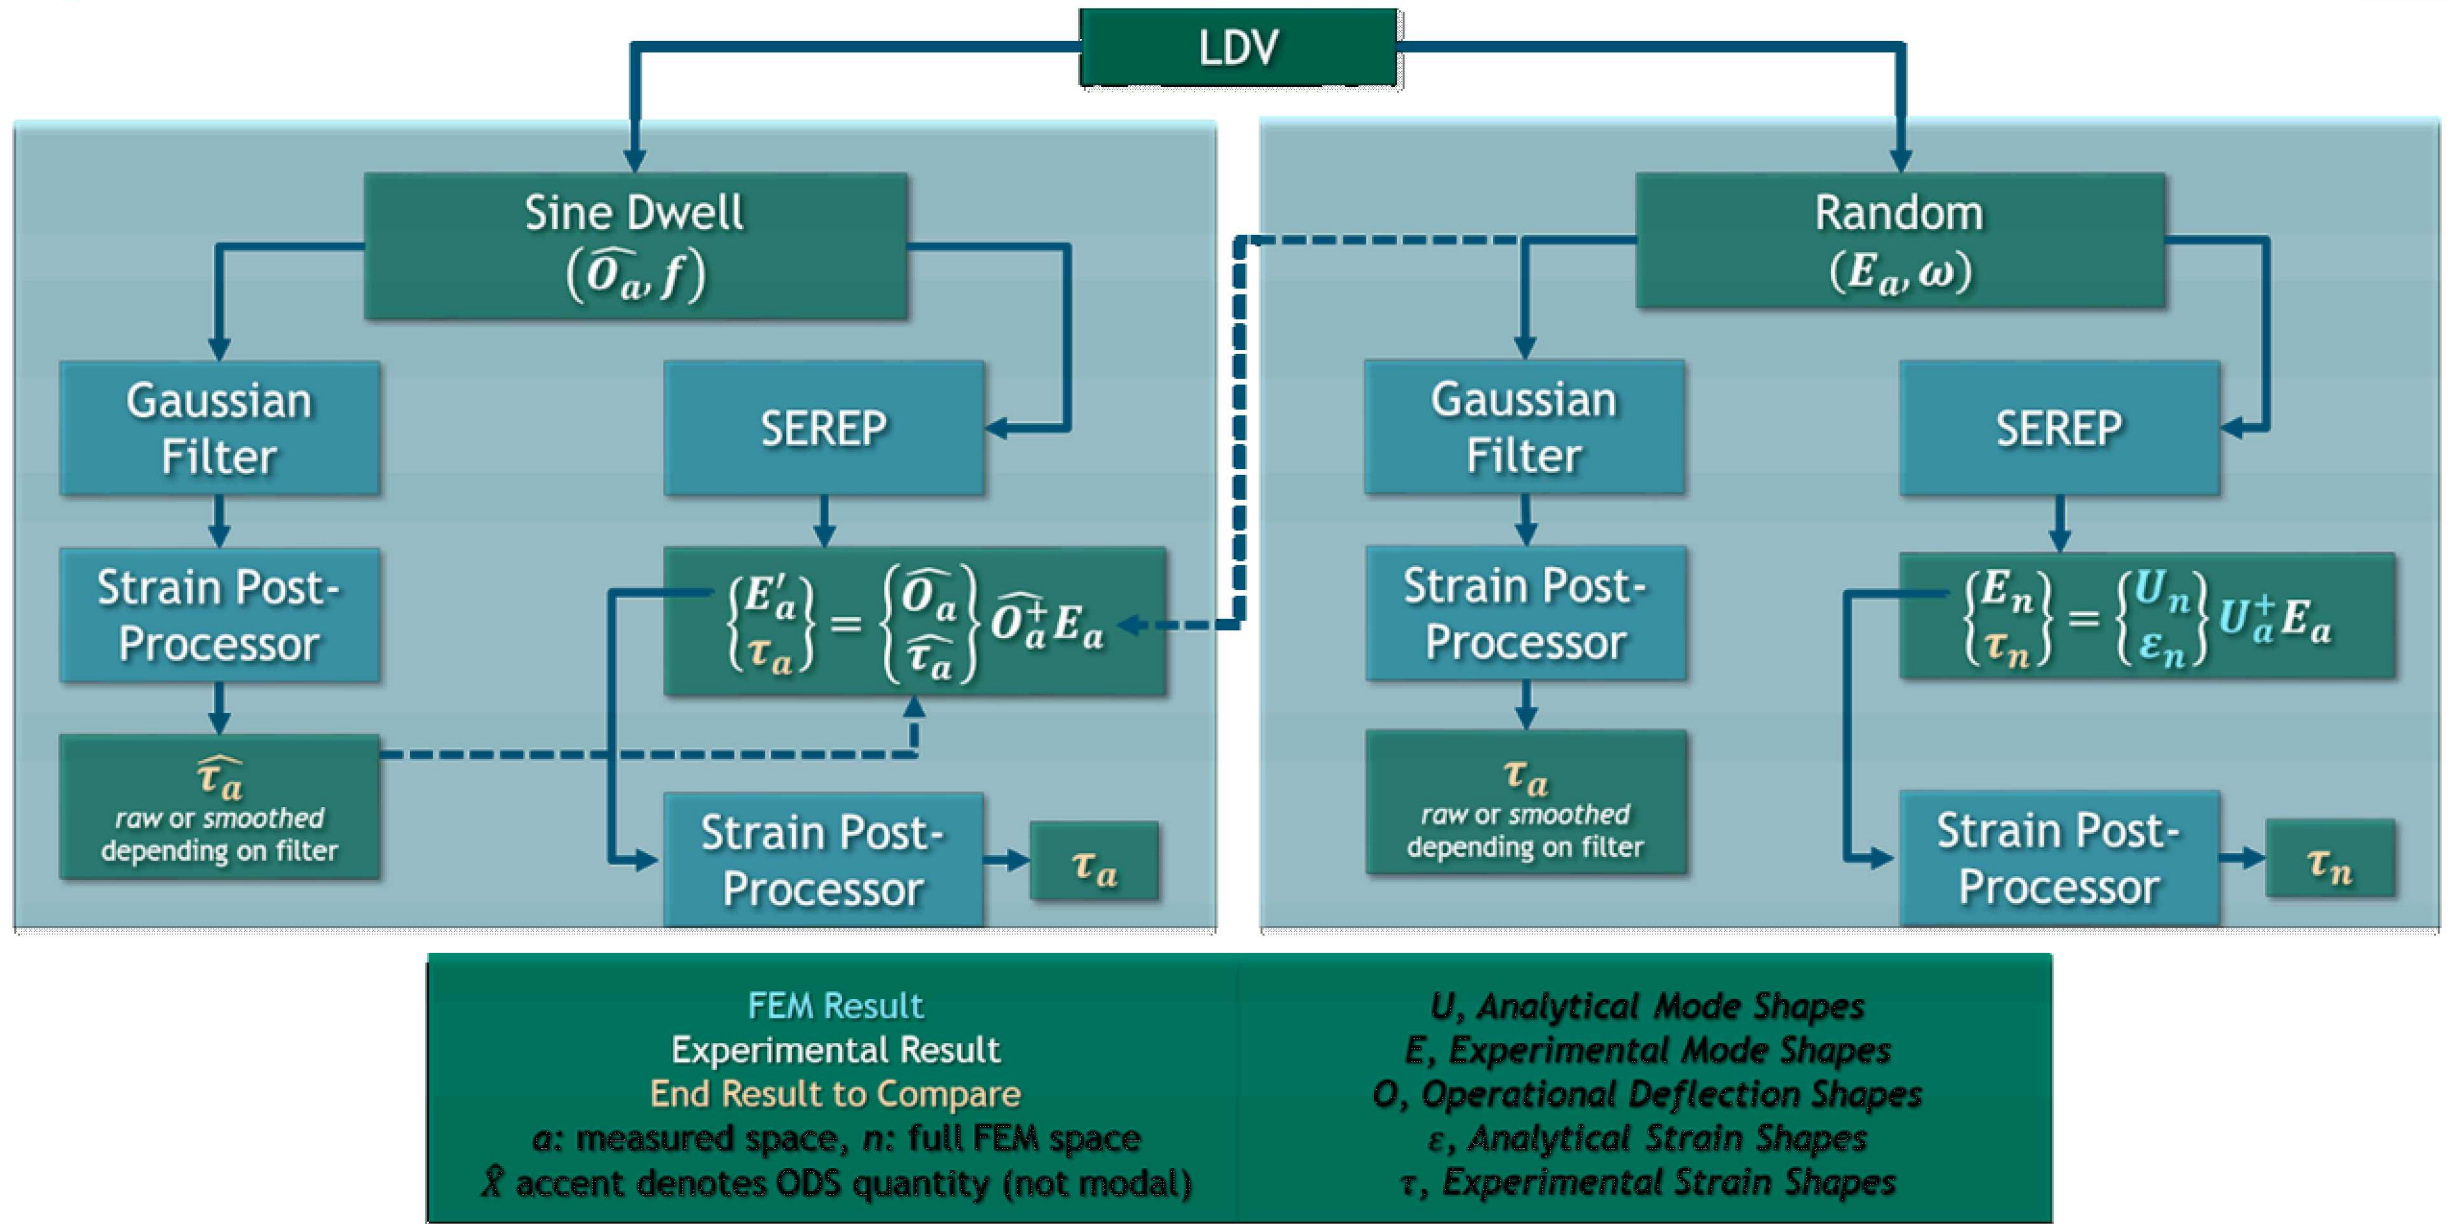 LDV
Sine Dwell
(Ô_a, f)
Gaussian
Filter
Strain Post-
Processor
τ̂_a
raw or smoothed
depending on filter
SEREP
{E′_a τ_a} = {Ô_a τ̂_a} Ô_a^+ E_a
Strain Post-
Processor
τ_a
Random
(E_a, ω)
Gaussian
Filter
Strain Post-
Processor
τ_a
raw or smoothed
depending on filter
SEREP
{E_n τ_n} = {U_n ε_n} U_a^+ E_a
Strain Post-
Processor
τ_n
FEM Result
Experimental Result
End Result to Compare
a: measured space, n: full FEM space
X̂ accent denotes ODS quantity (not modal)
U, Analytical Mode Shapes
E, Experimental Mode Shapes
O, Operational Deflection Shapes
ε, Analytical Strain Shapes
τ, Experimental Strain Shapes